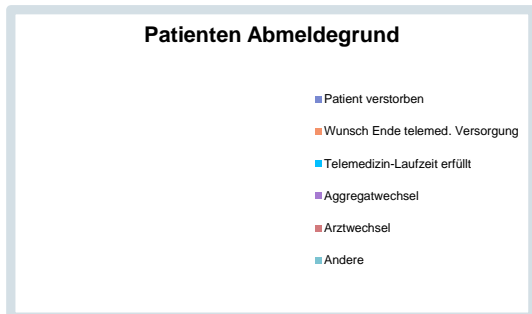 Patienten Abmeldegrund
Patient verstorben
Wunsch Ende telemed. Versorgung
Telemedizin-Laufzeit erfüllt
Aggregatwechsel
Arztwechsel
Andere